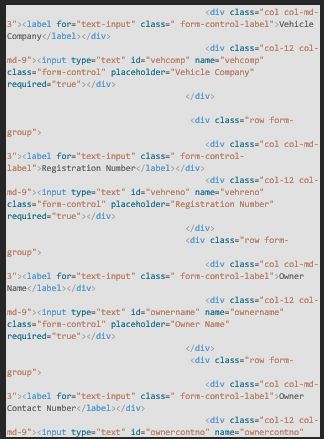 <div class="col col-md-
3"><label for="text-input" class=" form-control-label">Vehicle
Company</label></div>
<div class="col-12 col-
md-9"><input type="text" id="vehcomp" name="vehcomp"
class="form-control" placeholder="Vehicle Company"
required="true"></div>
</div>
<div class="row form-
group">
<div class="col col-md-
3"><label for="text-input" class=" form-control-
label">Registration Number</label></div>
<div class="col-12 col-
md-9"><input type="text" id="vehreno" name="vehreno"
class="form-control" placeholder="Registration Number"
required="true"></div>
</div>
<div class="row form-
group">
<div class="col col-md-
3"><label for="text-input" class=" form-control-label">Owner
Name</label></div>
<div class="col-12 col-
md-9"><input type="text" id="ownername" name="ownername"
class="form-control" placeholder="Owner Name"
required="true"></div>
</div>
<div class="row form-
group">
<div class="col col-md-
3"><label for="text-input" class=" form-control-label">Owner
Contact Number</label></div>
<div class="col-12 col-
md-9"><input type="text" id="ownercontno" name="ownercontno"